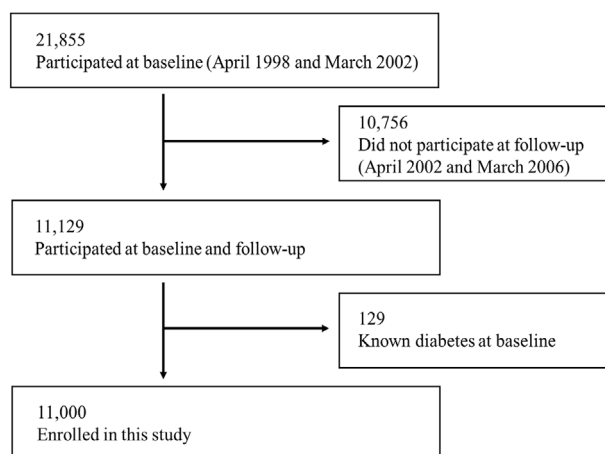 21,855
Participated at baseline (April 1998 and March 2002)
10,756
Did not participate at follow-up
(April 2002 and March 2006)
11,129
Participated at baseline and follow-up
129
Known diabetes at baseline
11,000
Enrolled in this study